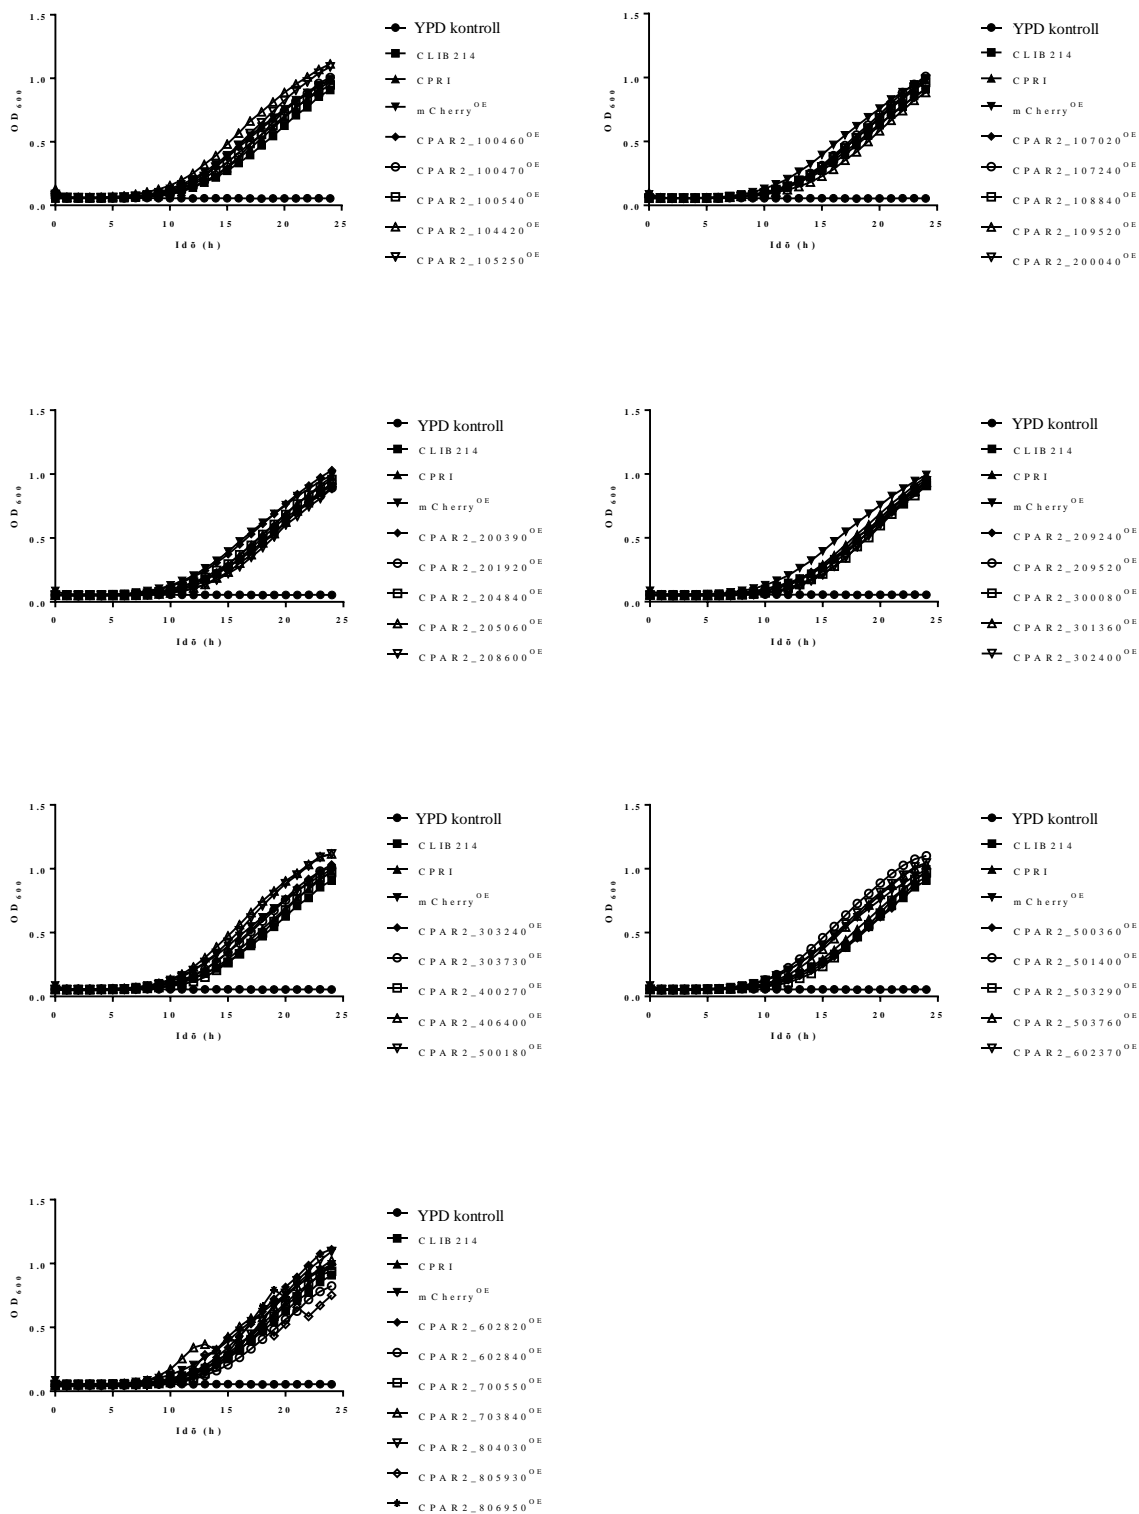 1.5
1.0
0.5
0.0
OD600
0 5 10 15 20 25
Idő (h)
YPD kontroll
CLIB214
CPRI
mCherryOE
CPAR2_100460OE
CPAR2_100470OE
CPAR2_100540OE
CPAR2_104420OE
CPAR2_105250OE
1.5
1.0
0.5
0.0
OD600
0 5 10 15 20 25
Idő (h)
YPD kontroll
CLIB214
CPRI
mCherryOE
CPAR2_107020OE
CPAR2_107240OE
CPAR2_108840OE
CPAR2_109520OE
CPAR2_200040OE
1.5
1.0
0.5
0.0
OD600
0 5 10 15 20 25
Idő (h)
YPD kontroll
CLIB214
CPRI
mCherryOE
CPAR2_200390OE
CPAR2_201920OE
CPAR2_204840OE
CPAR2_205060OE
CPAR2_208600OE
1.5
1.0
0.5
0.0
OD600
0 5 10 15 20 25
Idő (h)
YPD kontroll
CLIB214
CPRI
mCherryOE
CPAR2_209240OE
CPAR2_209520OE
CPAR2_300080OE
CPAR2_301360OE
CPAR2_302400OE
1.5
1.0
0.5
0.0
OD600
0 5 10 15 20 25
Idő (h)
YPD kontroll
CLIB214
CPRI
mCherryOE
CPAR2_303240OE
CPAR2_303730OE
CPAR2_400270OE
CPAR2_406400OE
CPAR2_500180OE
1.5
1.0
0.5
0.0
OD600
0 5 10 15 20 25
Idő (h)
YPD kontroll
CLIB214
CPRI
mCherryOE
CPAR2_500360OE
CPAR2_501400OE
CPAR2_503290OE
CPAR2_503760OE
CPAR2_602370OE
1.5
1.0
0.5
0.0
OD600
0 5 10 15 20 25
Idő (h)
YPD kontroll
CLIB214
CPRI
mCherryOE
CPAR2_602820OE
CPAR2_602840OE
CPAR2_700550OE
CPAR2_703840OE
CPAR2_804030OE
CPAR2_805930OE
CPAR2_806950OE